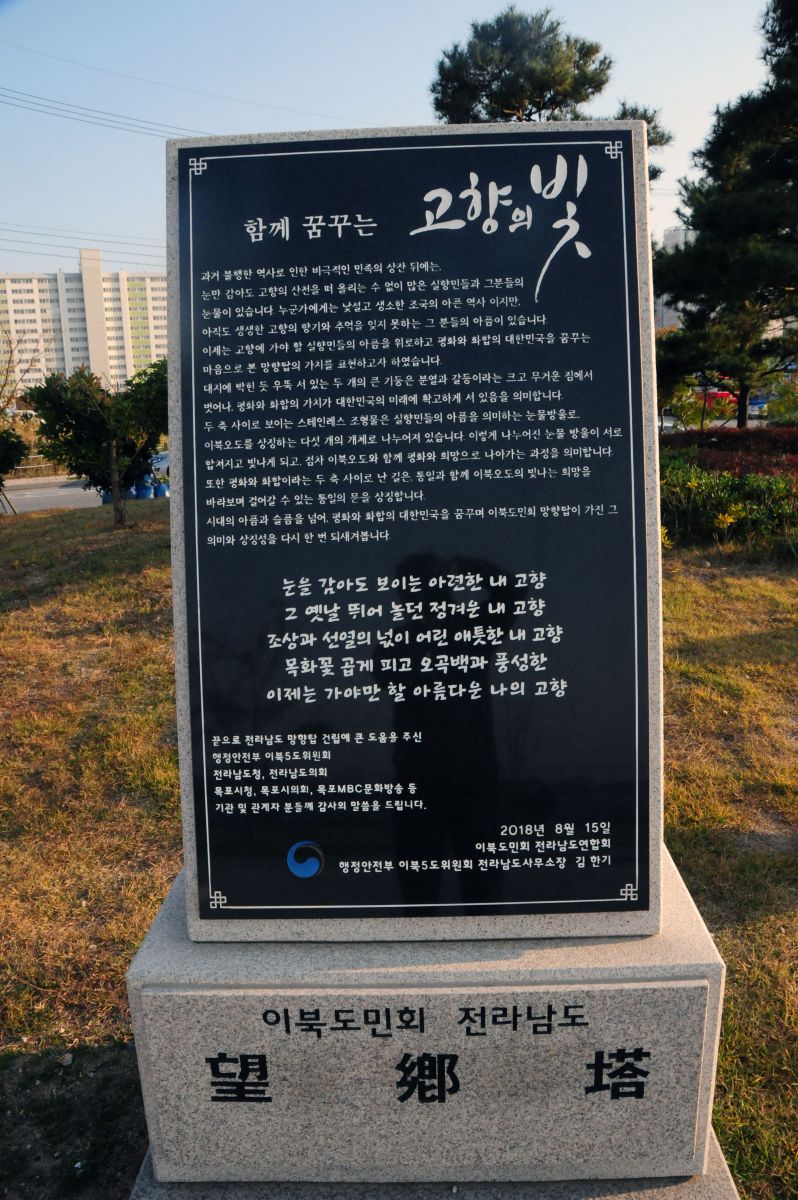 함께 꿈꾸는 고향의 빛
과거 불행한 역사로 인한 비극적인 민족의 상잔 뒤에는,
눈만 감아도 고향의 산천을 떠 올리는 수 없이 많은 실향민들과 그분들의
눈물이 있습니다. 누군가에게는 낯설고 생소한 조국의 아픈 역사 이지만,
아직도 생생한 고향의 향기와 추억을 잊지 못하는 그 분들의 아픔이 있습니다.
이제는 고향에 가야 할 실향민들의 아픔을 위로하고 평화와 화합의 대한민국을 꿈꾸는
마음으로 본 망향탑의 가치를 표현하고자 하였습니다.
대지에 박힌 듯 우뚝 서 있는 두 개의 큰 기둥은 분열과 갈등이라는 크고 무거운 짐에서
벗어나, 평화와 화합의 가치가 대한민국의 미래에 확고하게 서 있음을 의미합니다.
두 축 사이로 보이는 스테인레스 조형물은 실향민들의 아픔을 의미하는 눈물방울로,
이북오도를 상징하는 다섯 개의 개체로 나누어져 있습니다. 이렇게 나누어진 눈물 방울이 서로
합쳐지고 빛나게 되고, 점차 이북오도와 함께 평화와 희망으로 나아가는 과정을 의미합니다.
또한 평화와 화합이라는 두 축 사이로 난 길은, 통일과 함께 이북오도의 빛나는 희망을
바라보며 걸어갈 수 있는 통일의 문을 상징합니다.
시대의 아픔과 슬픔을 넘어, 평화와 화합의 대한민국을 꿈꾸며 이북도민회 망향탑이 가진 그
의미와 상징성을 다시 한 번 되새겨봅니다.
눈을 감아도 보이는 아련한 내 고향
그 옛날 뛰어 놀던 정겨운 내 고향
조상과 선열의 넋이 어린 애틋한 내 고향
목화꽃 곱게 피고 오곡백과 풍성한
이제는 가야만 할 아름다운 나의 고향
끝으로 전라남도 망향탑 건립에 큰 도움을 주신
행정안전부 이북5도위원회
전라남도청, 전라남도의회
목포시청, 목포시의회, 목포MBC문화방송 등
기관 및 관계자 분들께 감사의 말씀을 드립니다.
2018년 8월 15일
이북도민회 전라남도연합회
행정안전부 이북5도위원회 전라남도사무소장 김 한기
이북도민회 전라남도
望 鄉 塔